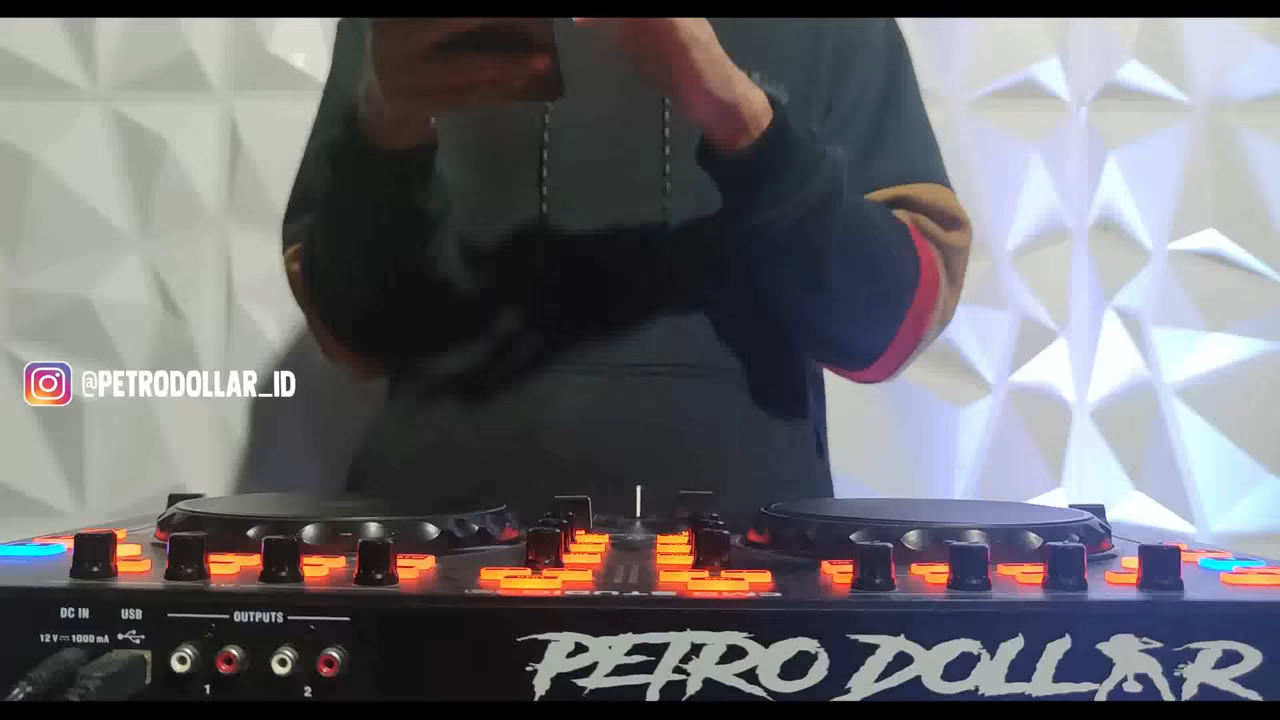 @PETRODOLLAR_ID
DC IN USB OUTPUTS
12V 1000 mA
1 2
PETRO DOLLAR